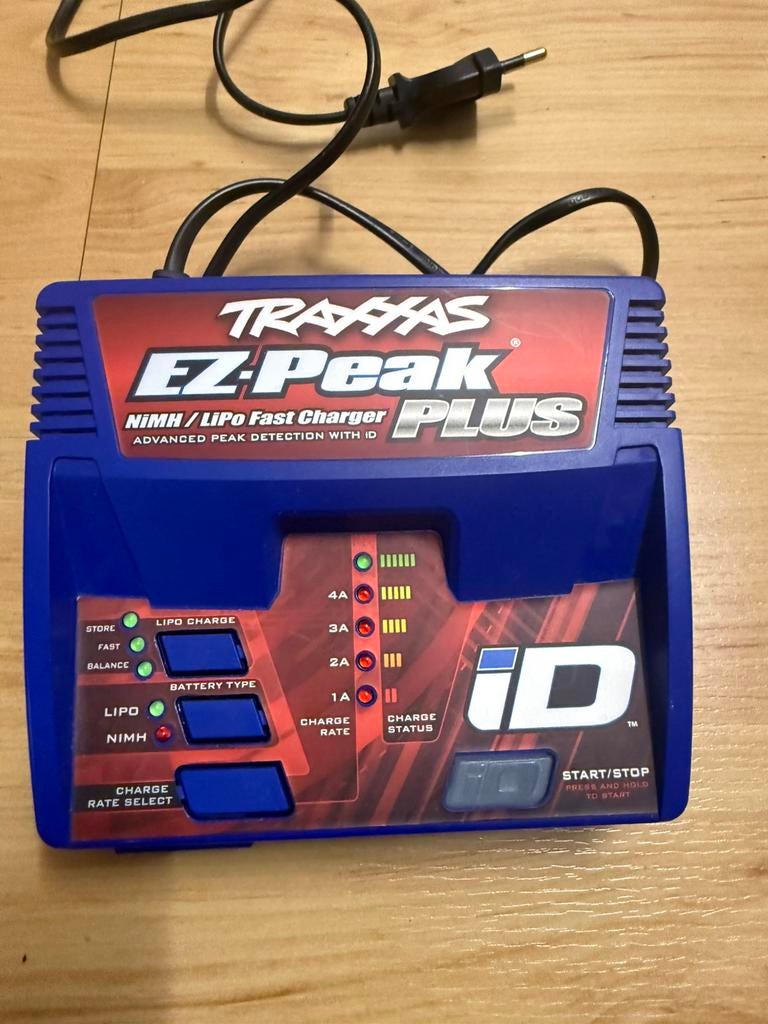 TRAXXAS
EZ-Peak®
NiMH / LiPo Fast Charger PLUS
ADVANCED PEAK DETECTION WITH iD
4A
3A
2A
1A
CHARGE RATE
CHARGE STATUS
STORE
FAST
BALANCE
LIPO CHARGE
BATTERY TYPE
LIPO
NIMH
CHARGE
RATE SELECT
iD™
START/STOP
PRESS AND HOLD
TO START